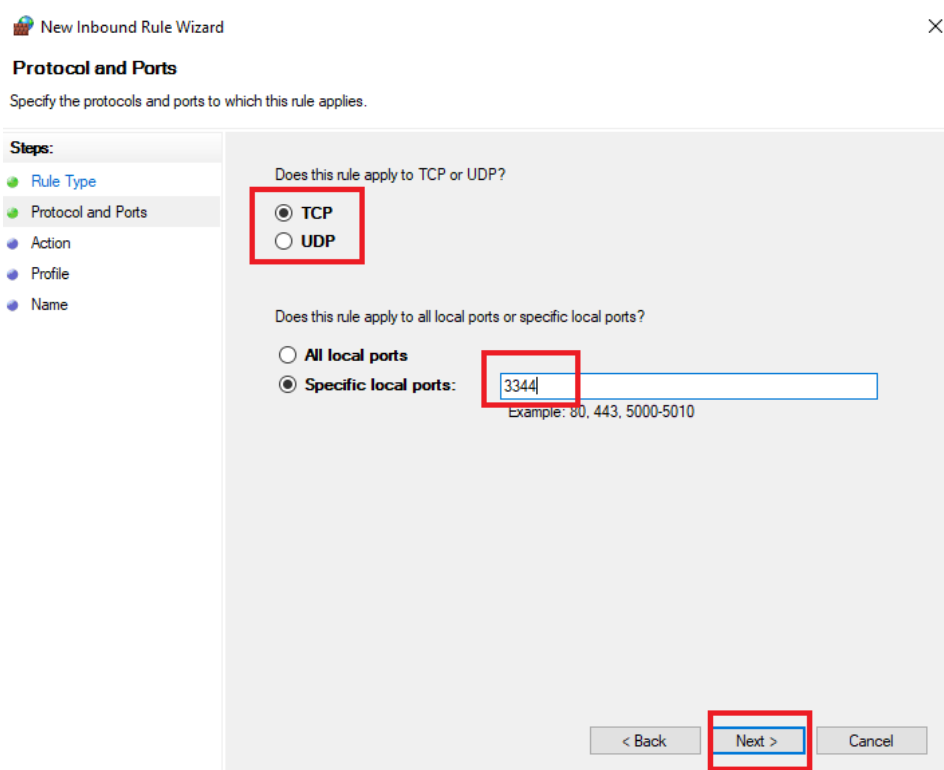 New Inbound Rule Wizard
Protocol and Ports
Specify the protocols and ports to which this rule applies.
Steps:
Rule Type
Protocol and Ports
Action
Profile
Name
Does this rule apply to TCP or UDP?
TCP
UDP
Does this rule apply to all local ports or specific local ports?
All local ports
Specific local ports: 3344
Example: 80, 443, 5000-5010
< Back Next > Cancel